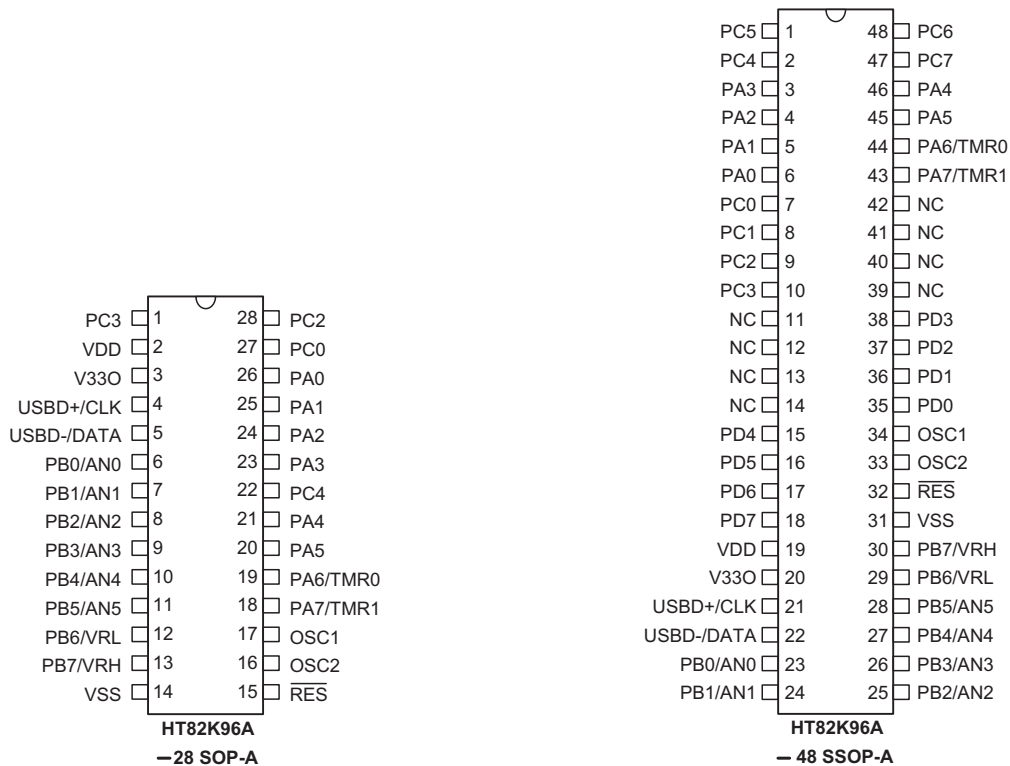 PC5 1 48 PC6
PC4 2 47 PC7
PA3 3 46 PA4
PA2 4 45 PA5
PA1 5 44 PA6/TMR0
PA0 6 43 PA7/TMR1
PC0 7 42 NC
PC1 8 41 NC
PC2 9 40 NC
PC3 10 39 NC
NC 11 38 PD3
NC 12 37 PD2
NC 13 36 PD1
NC 14 35 PD0
PD4 15 34 OSC1
PD5 16 33 OSC2
PD6 17 32 RES
PD7 18 31 VSS
VDD 19 30 PB7/VRH
V33O 20 29 PB6/VRL
USBD+/CLK 21 28 PB5/AN5
USBD-/DATA 22 27 PB4/AN4
PB0/AN0 23 26 PB3/AN3
PB1/AN1 24 25 PB2/AN2
HT82K96A
– 48 SSOP-A
PC3 1 28 PC2
VDD 2 27 PC0
V33O 3 26 PA0
USBD+/CLK 4 25 PA1
USBD-/DATA 5 24 PA2
PB0/AN0 6 23 PA3
PB1/AN1 7 22 PC4
PB2/AN2 8 21 PA4
PB3/AN3 9 20 PA5
PB4/AN4 10 19 PA6/TMR0
PB5/AN5 11 18 PA7/TMR1
PB6/VRL 12 17 OSC1
PB7/VRH 13 16 OSC2
VSS 14 15 RES
HT82K96A
–28 SOP-A